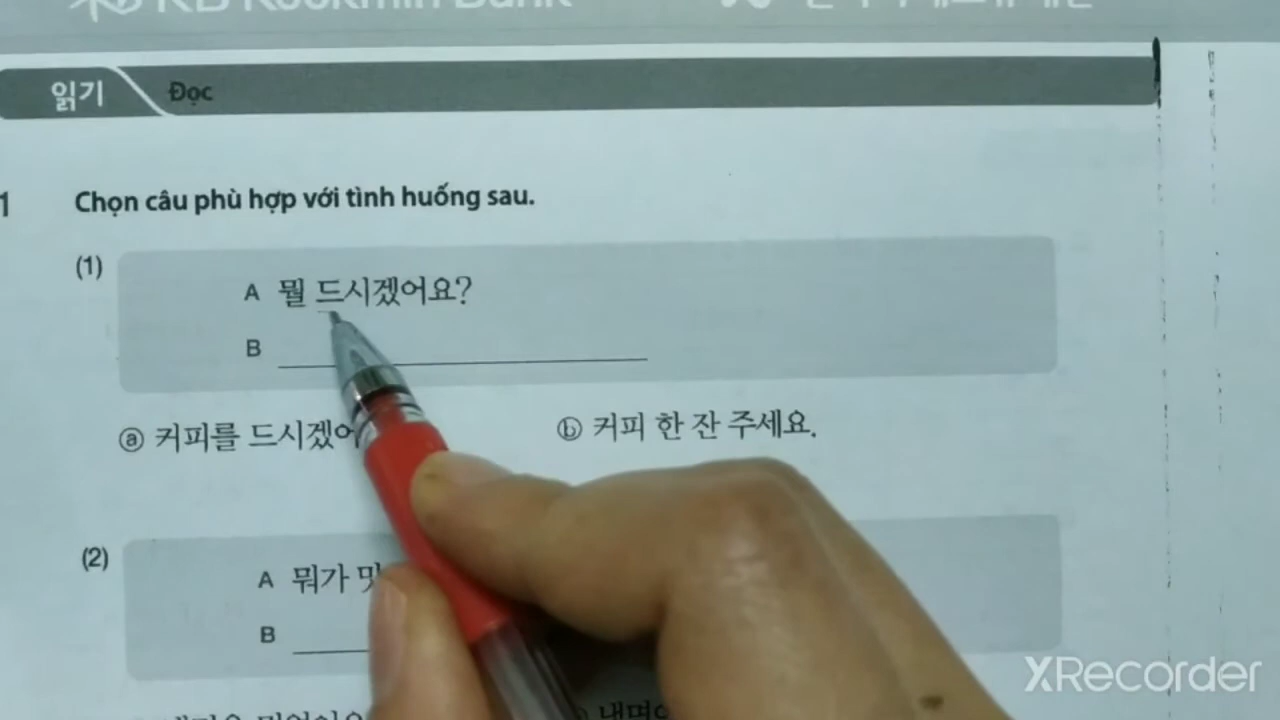 KB Kookmin Bank
읽기 Đọc
1 Chọn câu phù hợp với tình huống sau.
(1)
A 뭘 드시겠어요?
B
ⓐ 커피를 드시겠어 ⓑ 커피 한 잔 주세요.
(2)
A 뭐가
B
XRecorder